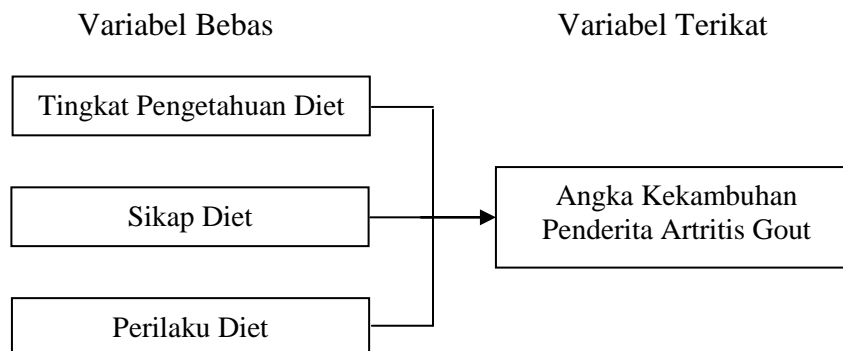 Variabel Bebas
Variabel Terikat
Tingkat Pengetahuan Diet
Sikap Diet
Angka Kekambuhan
Penderita Artritis Gout
Perilaku Diet